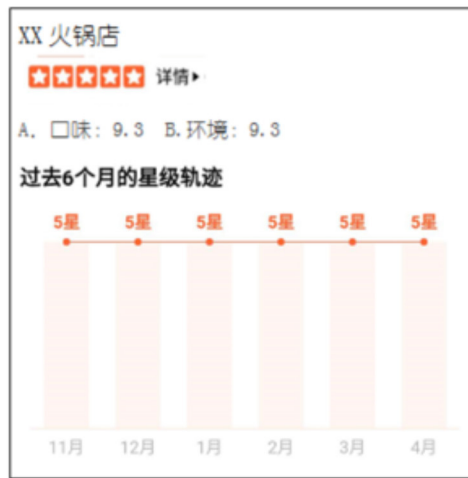 XX 火锅店
详情▸
A. 口味: 9.3 B.环境: 9.3
过去6个月的星级轨迹
5星 5星 5星 5星 5星 5星
11月 12月 1月 2月 3月 4月